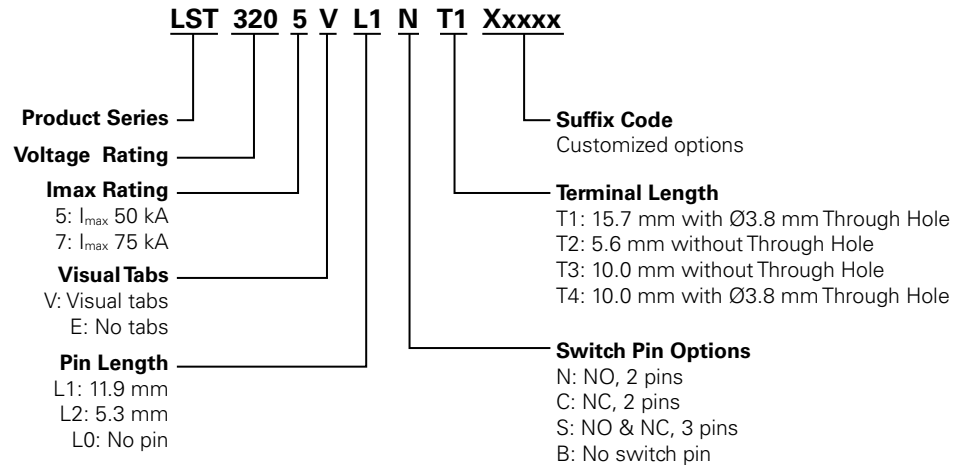 LST 320 5 V L1 N T1 Xxxxx
Product Series
Voltage Rating
Imax Rating
5: Imax 50 kA
7: Imax 75 kA
Visual Tabs
V: Visual tabs
E: No tabs
Pin Length
L1: 11.9 mm
L2: 5.3 mm
L0: No pin
Suffix Code
Customized options
Terminal Length
T1: 15.7 mm with Ø3.8 mm Through Hole
T2: 5.6 mm without Through Hole
T3: 10.0 mm without Through Hole
T4: 10.0 mm with Ø3.8 mm Through Hole
Switch Pin Options
N: NO, 2 pins
C: NC, 2 pins
S: NO & NC, 3 pins
B: No switch pin